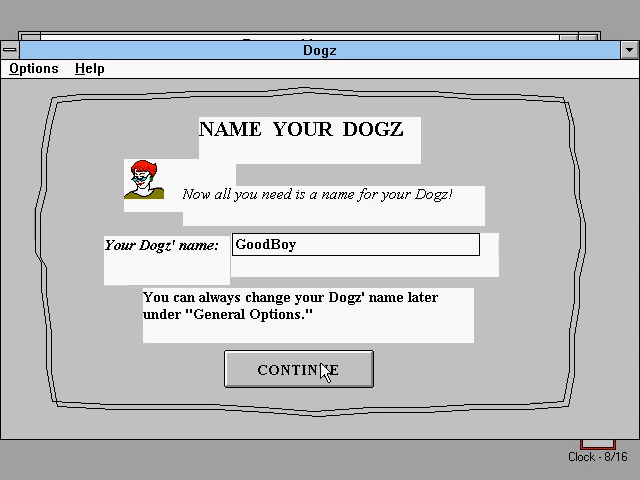 Dogz
Options Help
NAME YOUR DOGZ
Now all you need is a name for your Dogz!
Your Dogz' name: GoodBoy
You can always change your Dogz' name later
under "General Options."
CONTINUE
Clock - 8/16